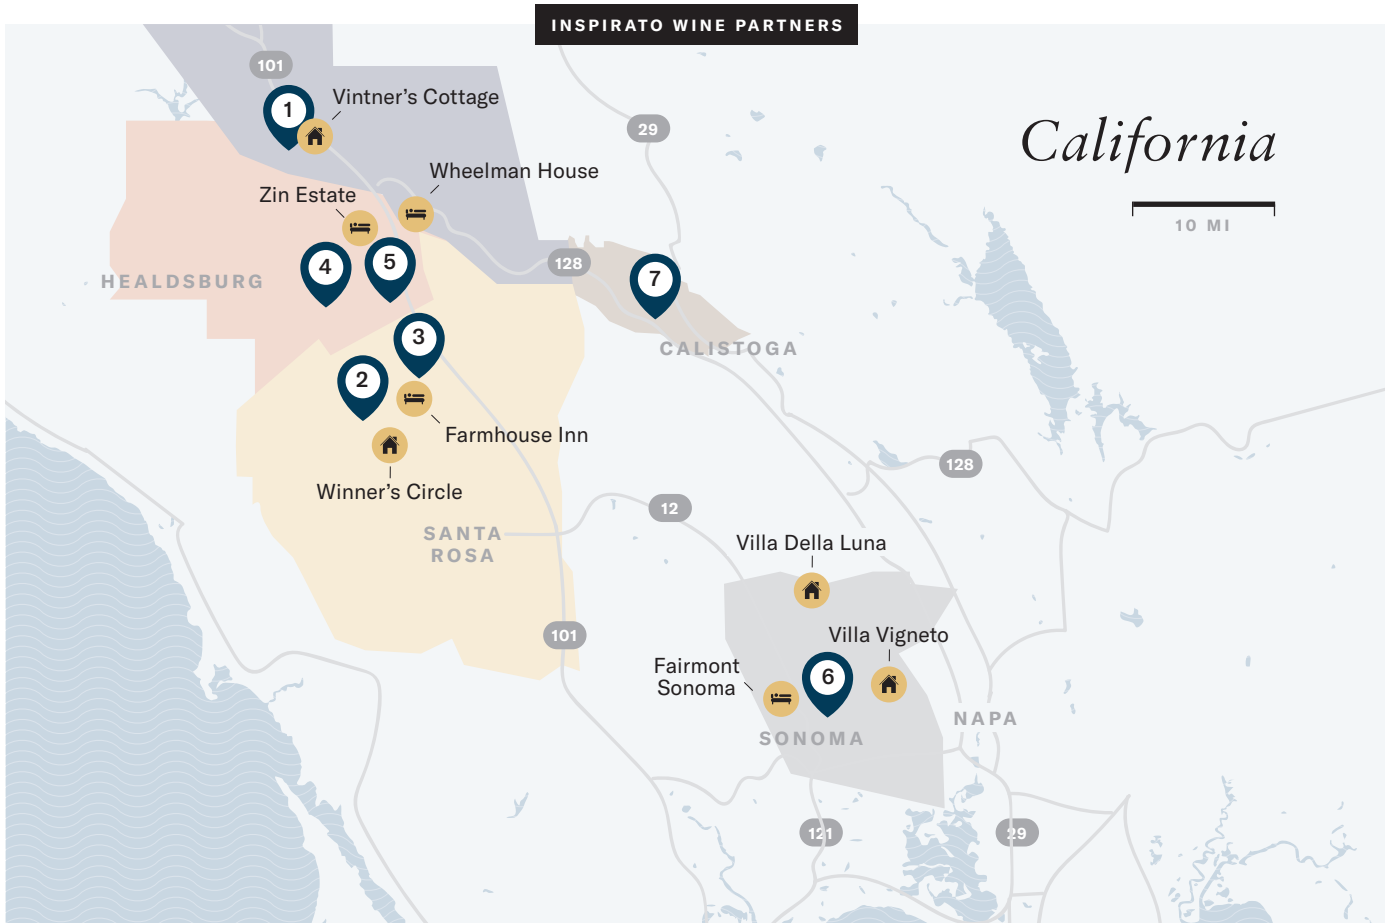 INSPIRATO WINE PARTNERS
101
1
Vintner’s Cottage
29
California
10 MI
Wheelman House
Zin Estate
4
5
HEALDSBURG
128
7
CALISTOGA
3
2
Farmhouse Inn
Winner’s Circle
128
12
SANTA
ROSA
Villa Della Luna
101
Villa Vigneto
Fairmont
Sonoma
6
NAPA
SONOMA
121
29